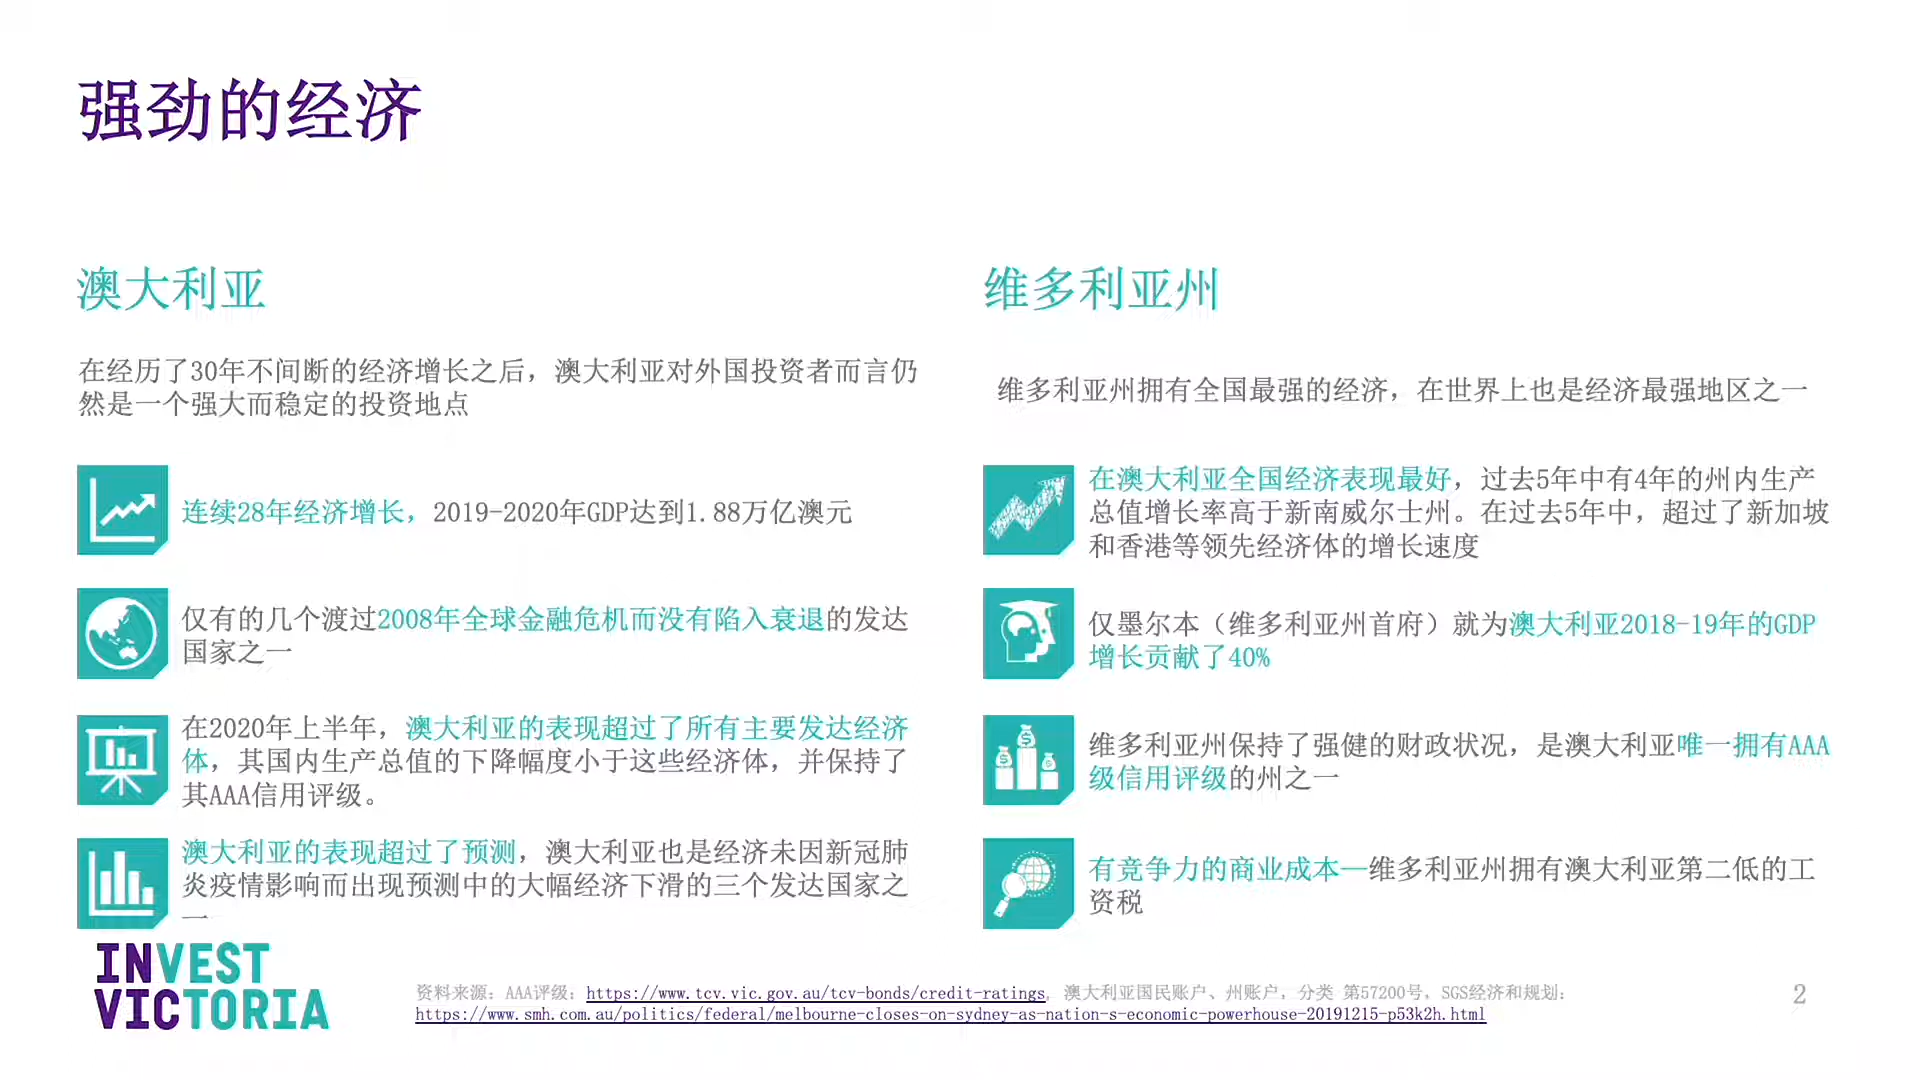 强劲的经济
澳大利亚
在经历了30年不间断的经济增长之后，澳大利亚对外国投资者而言仍
然是一个强大而稳定的投资地点
连续28年经济增长，2019-2020年GDP达到1.88万亿澳元
仅有的几个渡过2008年全球金融危机而没有陷入衰退的发达
国家之一
在2020年上半年，澳大利亚的表现超过了所有主要发达经济
体，其国内生产总值的下降幅度小于这些经济体，并保持了
其AAA信用评级。
澳大利亚的表现超过了预测，澳大利亚也是经济未因新冠肺
炎疫情影响而出现预测中的大幅经济下滑的三个发达国家之
一
维多利亚州
维多利亚州拥有全国最强的经济，在世界上也是经济最强地区之一
在澳大利亚全国经济表现最好，过去5年中有4年的州内生产
总值增长率高于新南威尔士州。在过去5年中，超过了新加坡
和香港等领先经济体的增长速度
仅墨尔本（维多利亚州首府）就为澳大利亚2018-19年的GDP
增长贡献了40%
维多利亚州保持了强健的财政状况，是澳大利亚唯一拥有AAA
级信用评级的州之一
有竞争力的商业成本—维多利亚州拥有澳大利亚第二低的工
资税
INVEST
VICTORIA
资料来源：AAA评级：https://www.tcv.vic.gov.au/tcv-bonds/credit-ratings, 澳大利亚国民账户、州账户，分类 第57200号，SGS经济和规划：
https://www.smh.com.au/politics/federal/melbourne-closes-on-sydney-as-nation-s-economic-powerhouse-20191215-p53k2h.html
2